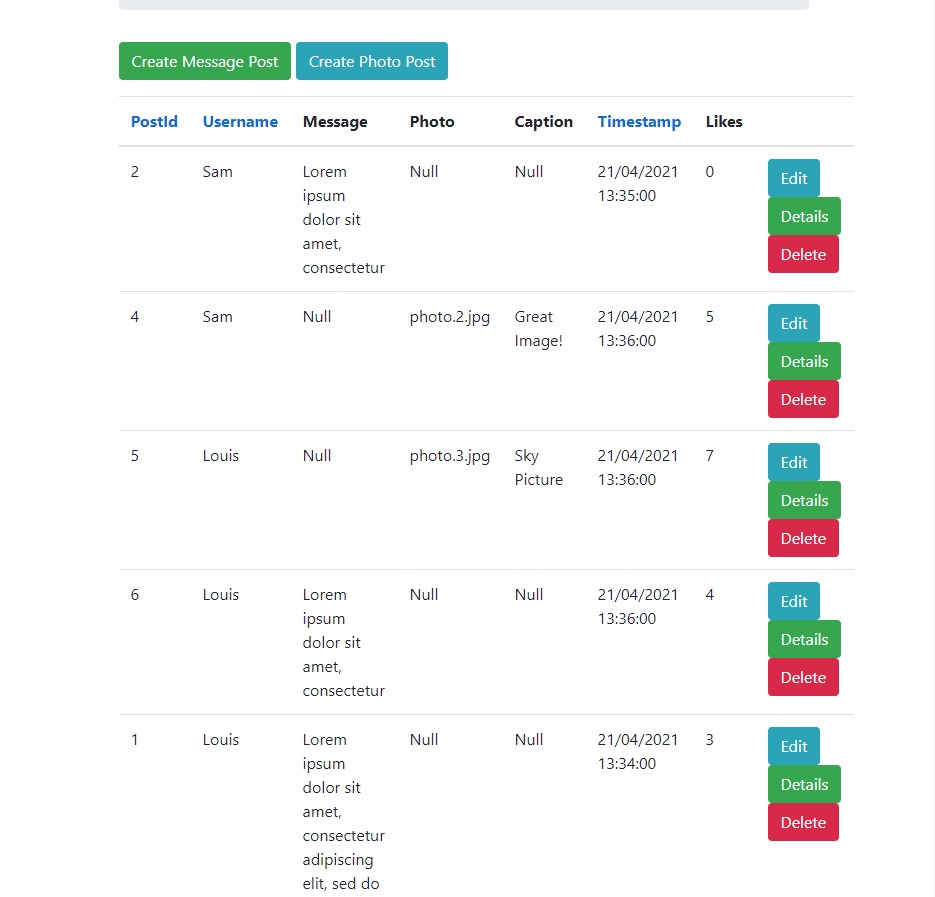 Create Message Post Create Photo Post
PostId Username Message Photo Caption Timestamp Likes
2 Sam Lorem Null Null 21/04/2021 0 Edit
ipsum 13:35:00
dolor sit Details
amet, Delete
consectetur
4 Sam Null photo.2.jpg Great 21/04/2021 5 Edit
Image! 13:36:00
Details
Delete
5 Louis Null photo.3.jpg Sky 21/04/2021 7 Edit
Picture 13:36:00
Details
Delete
6 Louis Lorem Null Null 21/04/2021 4 Edit
ipsum 13:36:00
dolor sit Details
amet, Delete
consectetur
1 Louis Lorem Null Null 21/04/2021 3 Edit
ipsum 13:34:00
dolor sit Details
amet, Delete
consectetur
adipiscing
elit, sed do